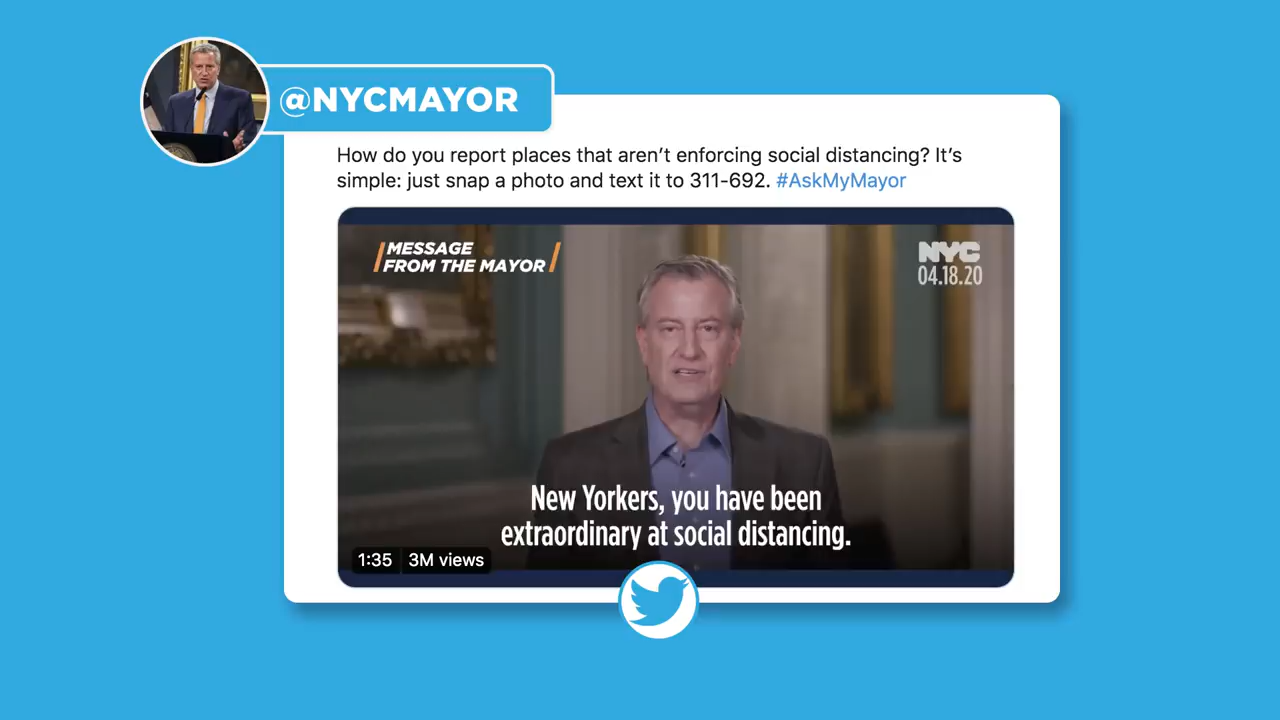 @NYCMAYOR
How do you report places that aren’t enforcing social distancing? It’s
simple: just snap a photo and text it to 311-692. #AskMyMayor
MESSAGE
FROM THE MAYOR
NYC
04.18.20
New Yorkers, you have been
extraordinary at social distancing.
1:35 3M views